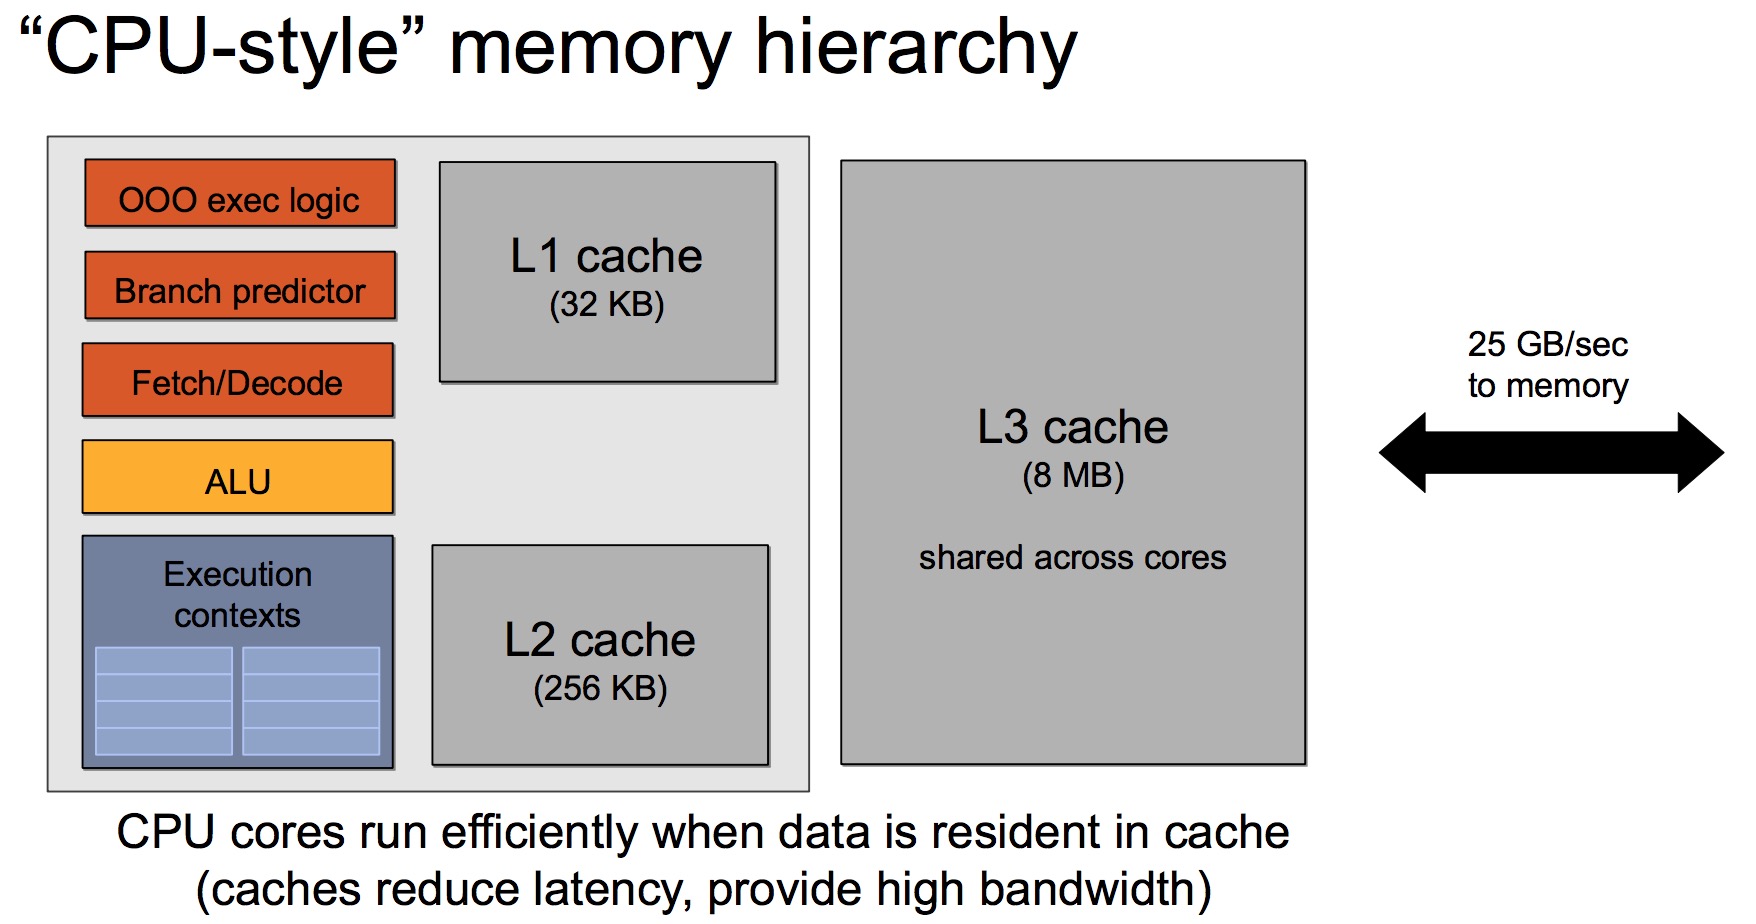 “CPU-style” memory hierarchy
OOO exec logic
Branch predictor
Fetch/Decode
ALU
Execution
contexts
L1 cache
(32 KB)
L2 cache
(256 KB)
L3 cache
(8 MB)
shared across cores
25 GB/sec
to memory
CPU cores run efficiently when data is resident in cache
(caches reduce latency, provide high bandwidth)